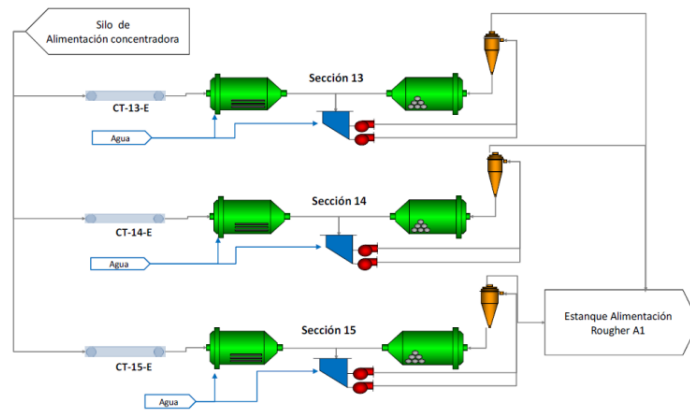 Silo de
Alimentación concentradora
Sección 13
CT-13-E
Agua
Sección 14
CT-14-E
Agua
Estanque Alimentación
Rougher A1
Sección 15
CT-15-E
Agua